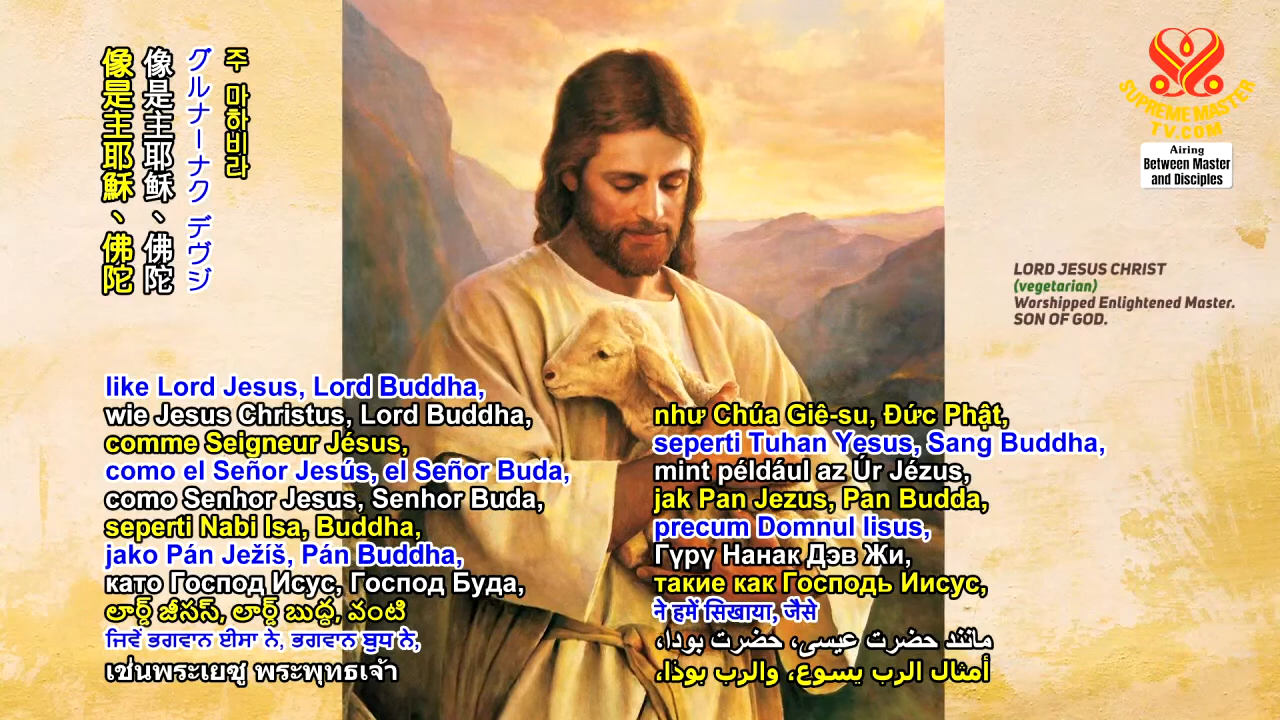 주 마하비라
グルナーナク デヴジ
像是主耶稣、佛陀
像是主耶穌、佛陀
SUPREME MASTER
TV.COM
Airing
Between Master
and Disciples
LORD JESUS CHRIST
(vegetarian)
Worshipped Enlightened Master.
SON OF GOD.
like Lord Jesus, Lord Buddha,
wie Jesus Christus, Lord Buddha,
comme Seigneur Jésus,
como el Señor Jesús, el Señor Buda,
como Senhor Jesus, Senhor Buda,
seperti Nabi Isa, Buddha,
jako Pán Ježíš, Pán Buddha,
като Господ Исус, Господ Буда,
లార్డ్ జీసస్, లార్డ్ బుద్ధ, వంటి
ਜਿਵੇਂ ਭਗਵਾਨ ਈਸਾ ਨੇ, ਭਗਵਾਨ ਬੁਧ ਨੇ,
เช่นพระเยซู พระพุทธเจ้า
như Chúa Giê-su, Đức Phật,
seperti Tuhan Yesus, Sang Buddha,
mint például az Úr Jézus,
jak Pan Jezus, Pan Budda,
precum Domnul Iisus,
Гүрү Нанак Дэв Жи,
такие как Господь Иисус,
ने हमें सिखाया, जैसे
مانند حضرت عیسی، حضرت بودا،
أمثال الرب يسوع، والرب بوذا،